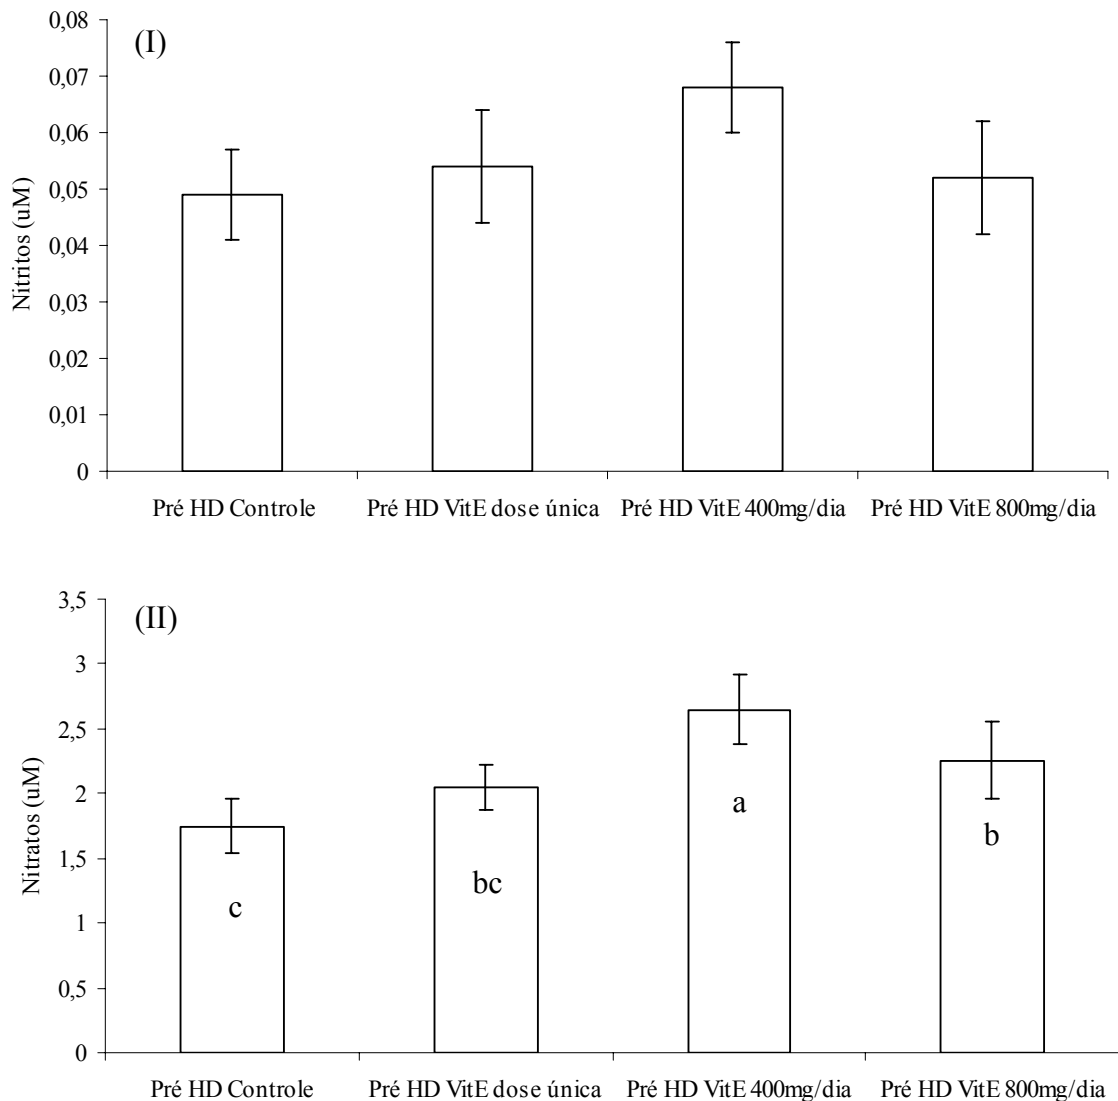 (I)
Nitritos (uM)
0,08
0,07
0,06
0,05
0,04
0,03
0,02
0,01
0
Pré HD Controle
Pré HD VitE dose única
Pré HD VitE 400mg/dia
Pré HD VitE 800mg/dia
(II)
Nitratos (uM)
3,5
3
2,5
2
1,5
1
0,5
0
c
bc
a
b
Pré HD Controle
Pré HD VitE dose única
Pré HD VitE 400mg/dia
Pré HD VitE 800mg/dia